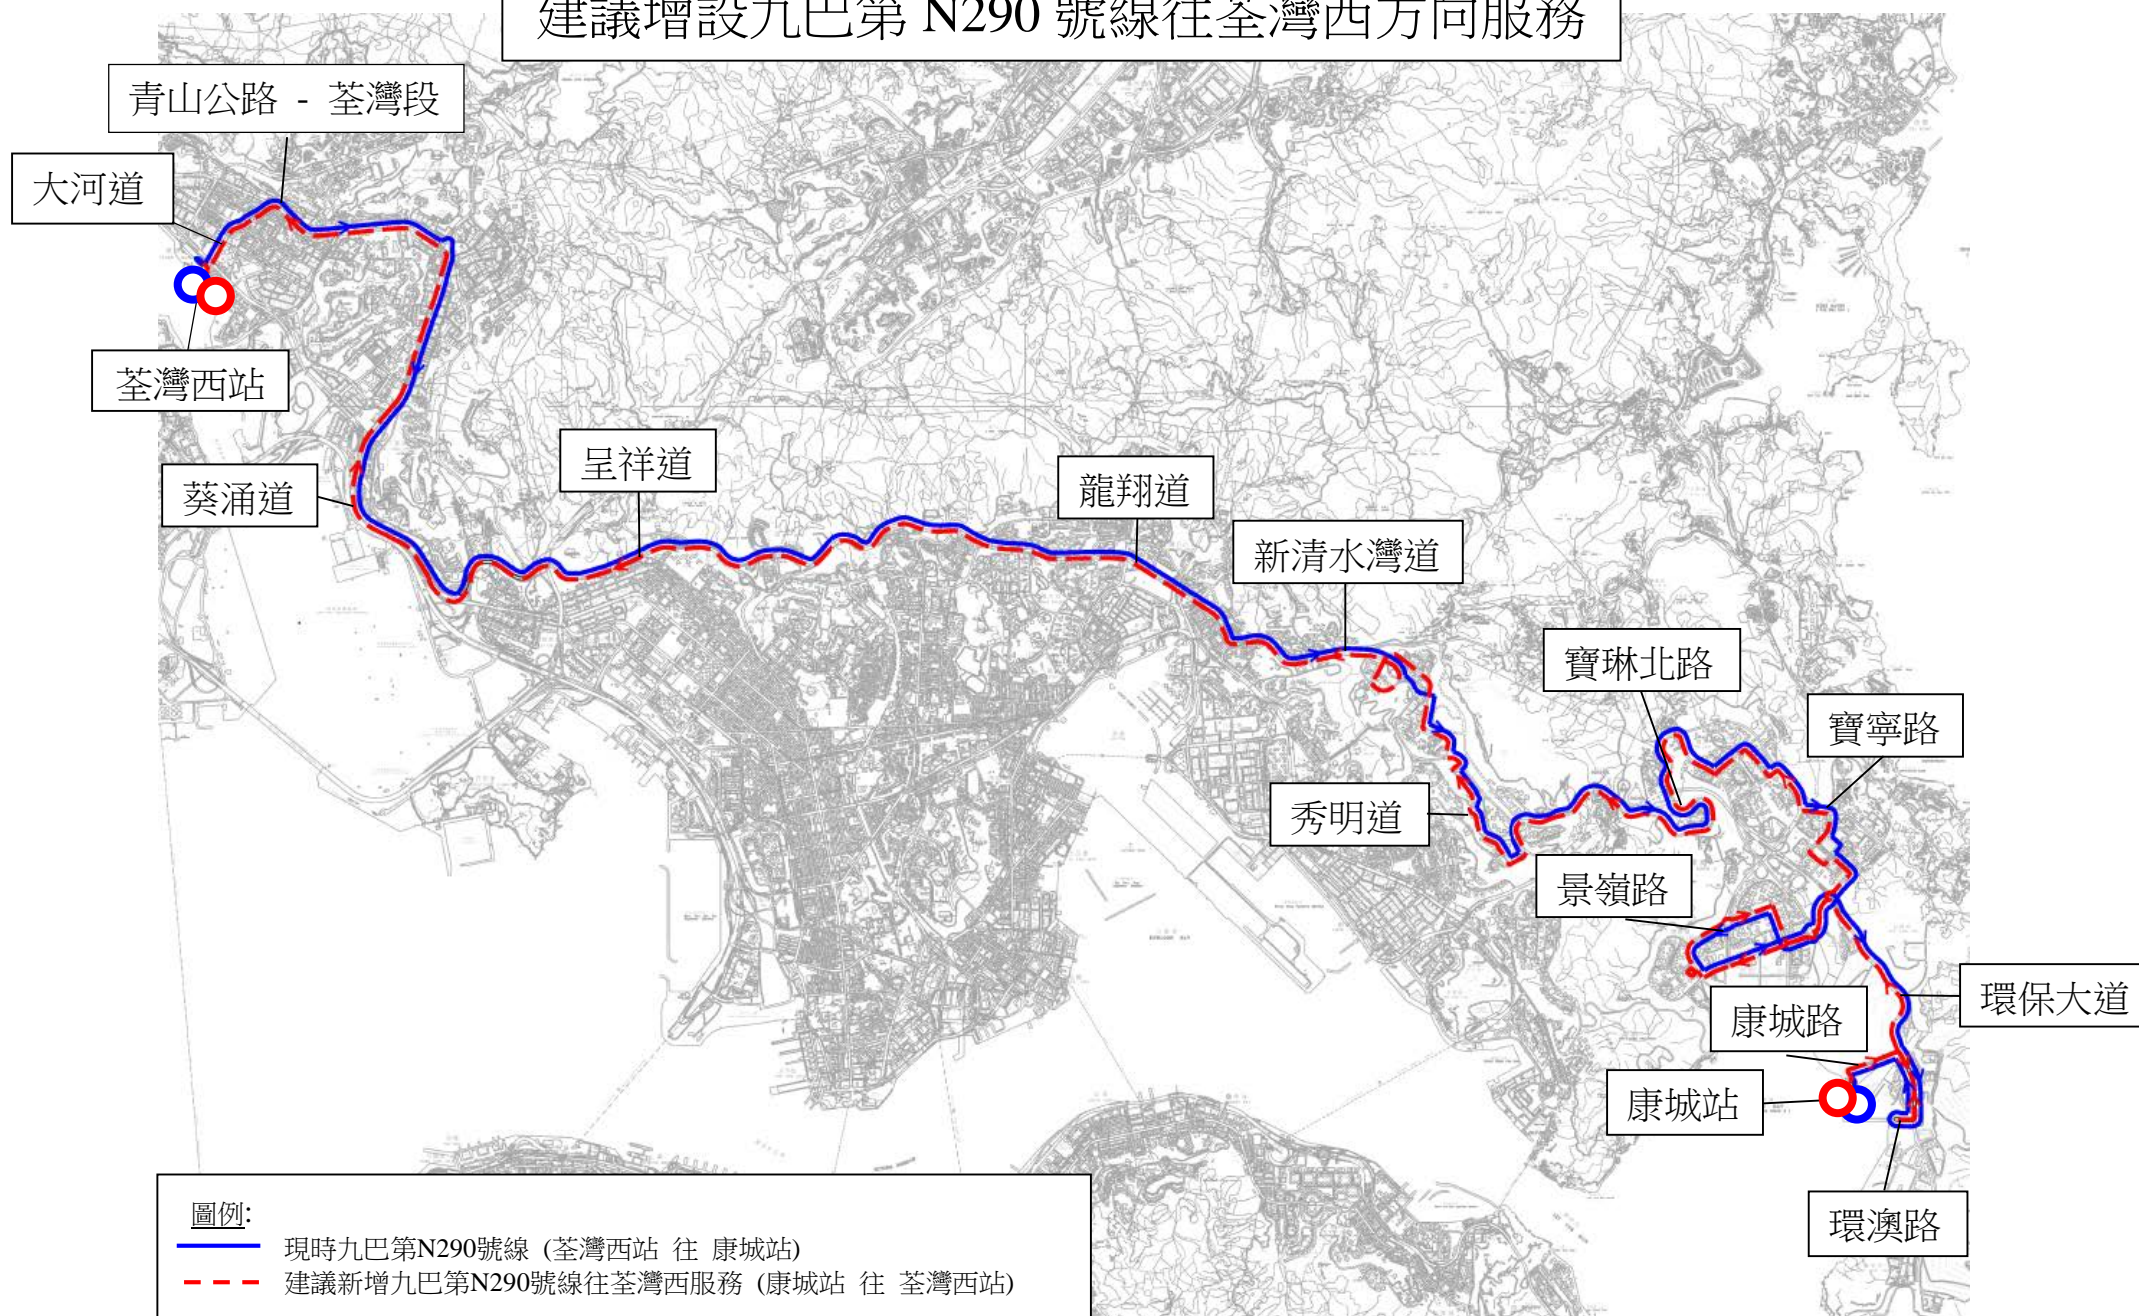 建議增設九巴第 N290 號線往荃灣西方向服務
青山公路 - 荃灣段
大河道
荃灣西站
葵涌道
呈祥道
龍翔道
新清水灣道
寶琳北路
寶寧路
秀明道
景嶺路
環保大道
康城路
康城站
環澳路
圖例:
現時九巴第N290號線 (荃灣西站 往 康城站)
建議新增九巴第N290號線往荃灣西服務 (康城站 往 荃灣西站)